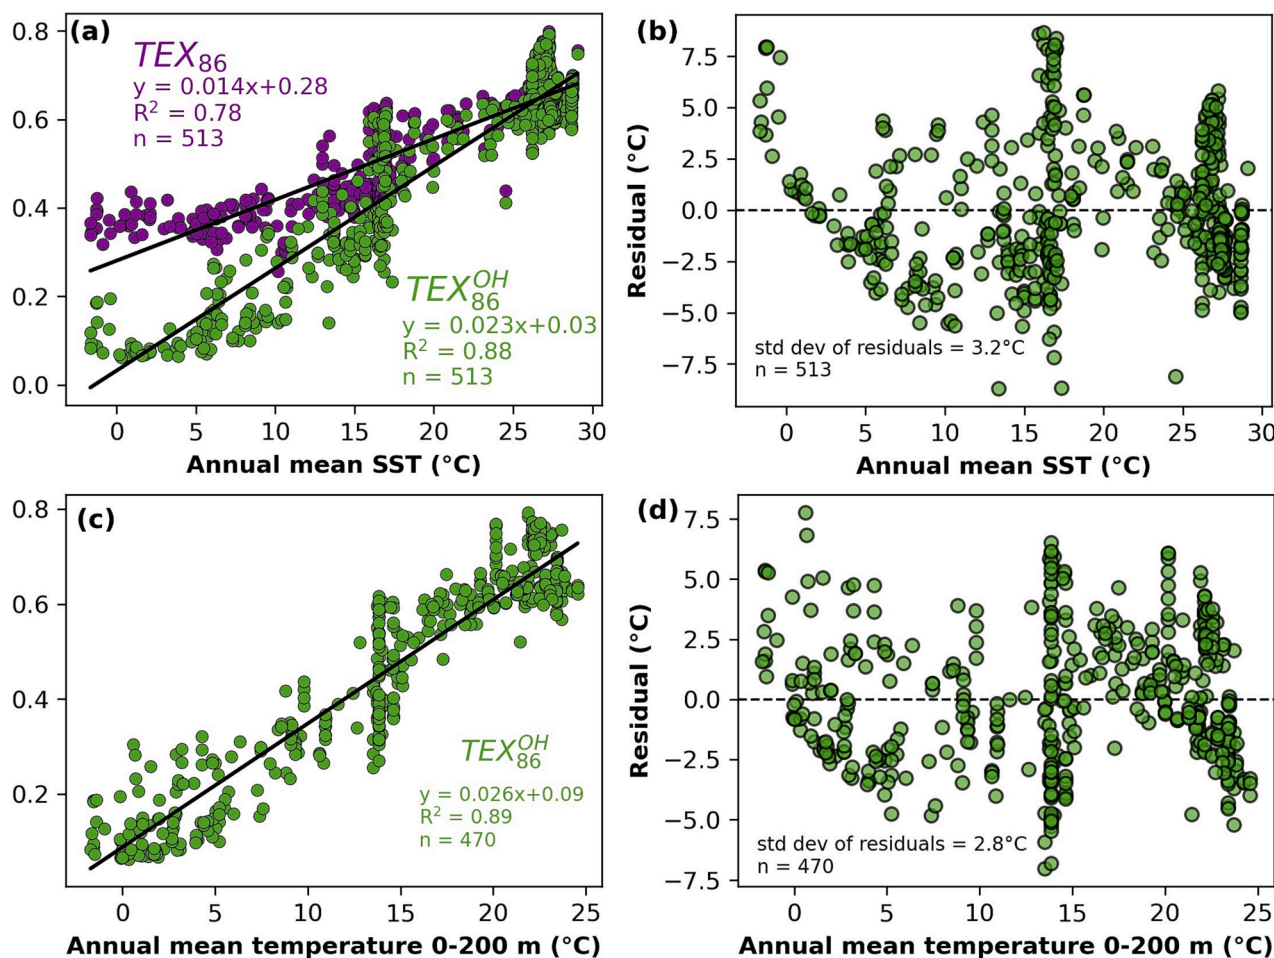 (a)
TEX86
y = 0.014x+0.28
R² = 0.78
n = 513
TEX86OH
y = 0.023x+0.03
R² = 0.88
n = 513
0.8
0.6
0.4
0.2
0.0
0 5 10 15 20 25 30
Annual mean SST (°C)
(b)
7.5
5.0
2.5
0.0
−2.5
−5.0
−7.5
Residual (°C)
std dev of residuals = 3.2°C
n = 513
0 5 10 15 20 25 30
Annual mean SST (°C)
(c)
0.8
0.6
0.4
0.2
TEX86OH
y = 0.026x+0.09
R² = 0.89
n = 470
0 5 10 15 20 25
Annual mean temperature 0-200 m (°C)
(d)
7.5
5.0
2.5
0.0
−2.5
−5.0
−7.5
Residual (°C)
std dev of residuals = 2.8°C
n = 470
0 5 10 15 20 25
Annual mean temperature 0-200 m (°C)